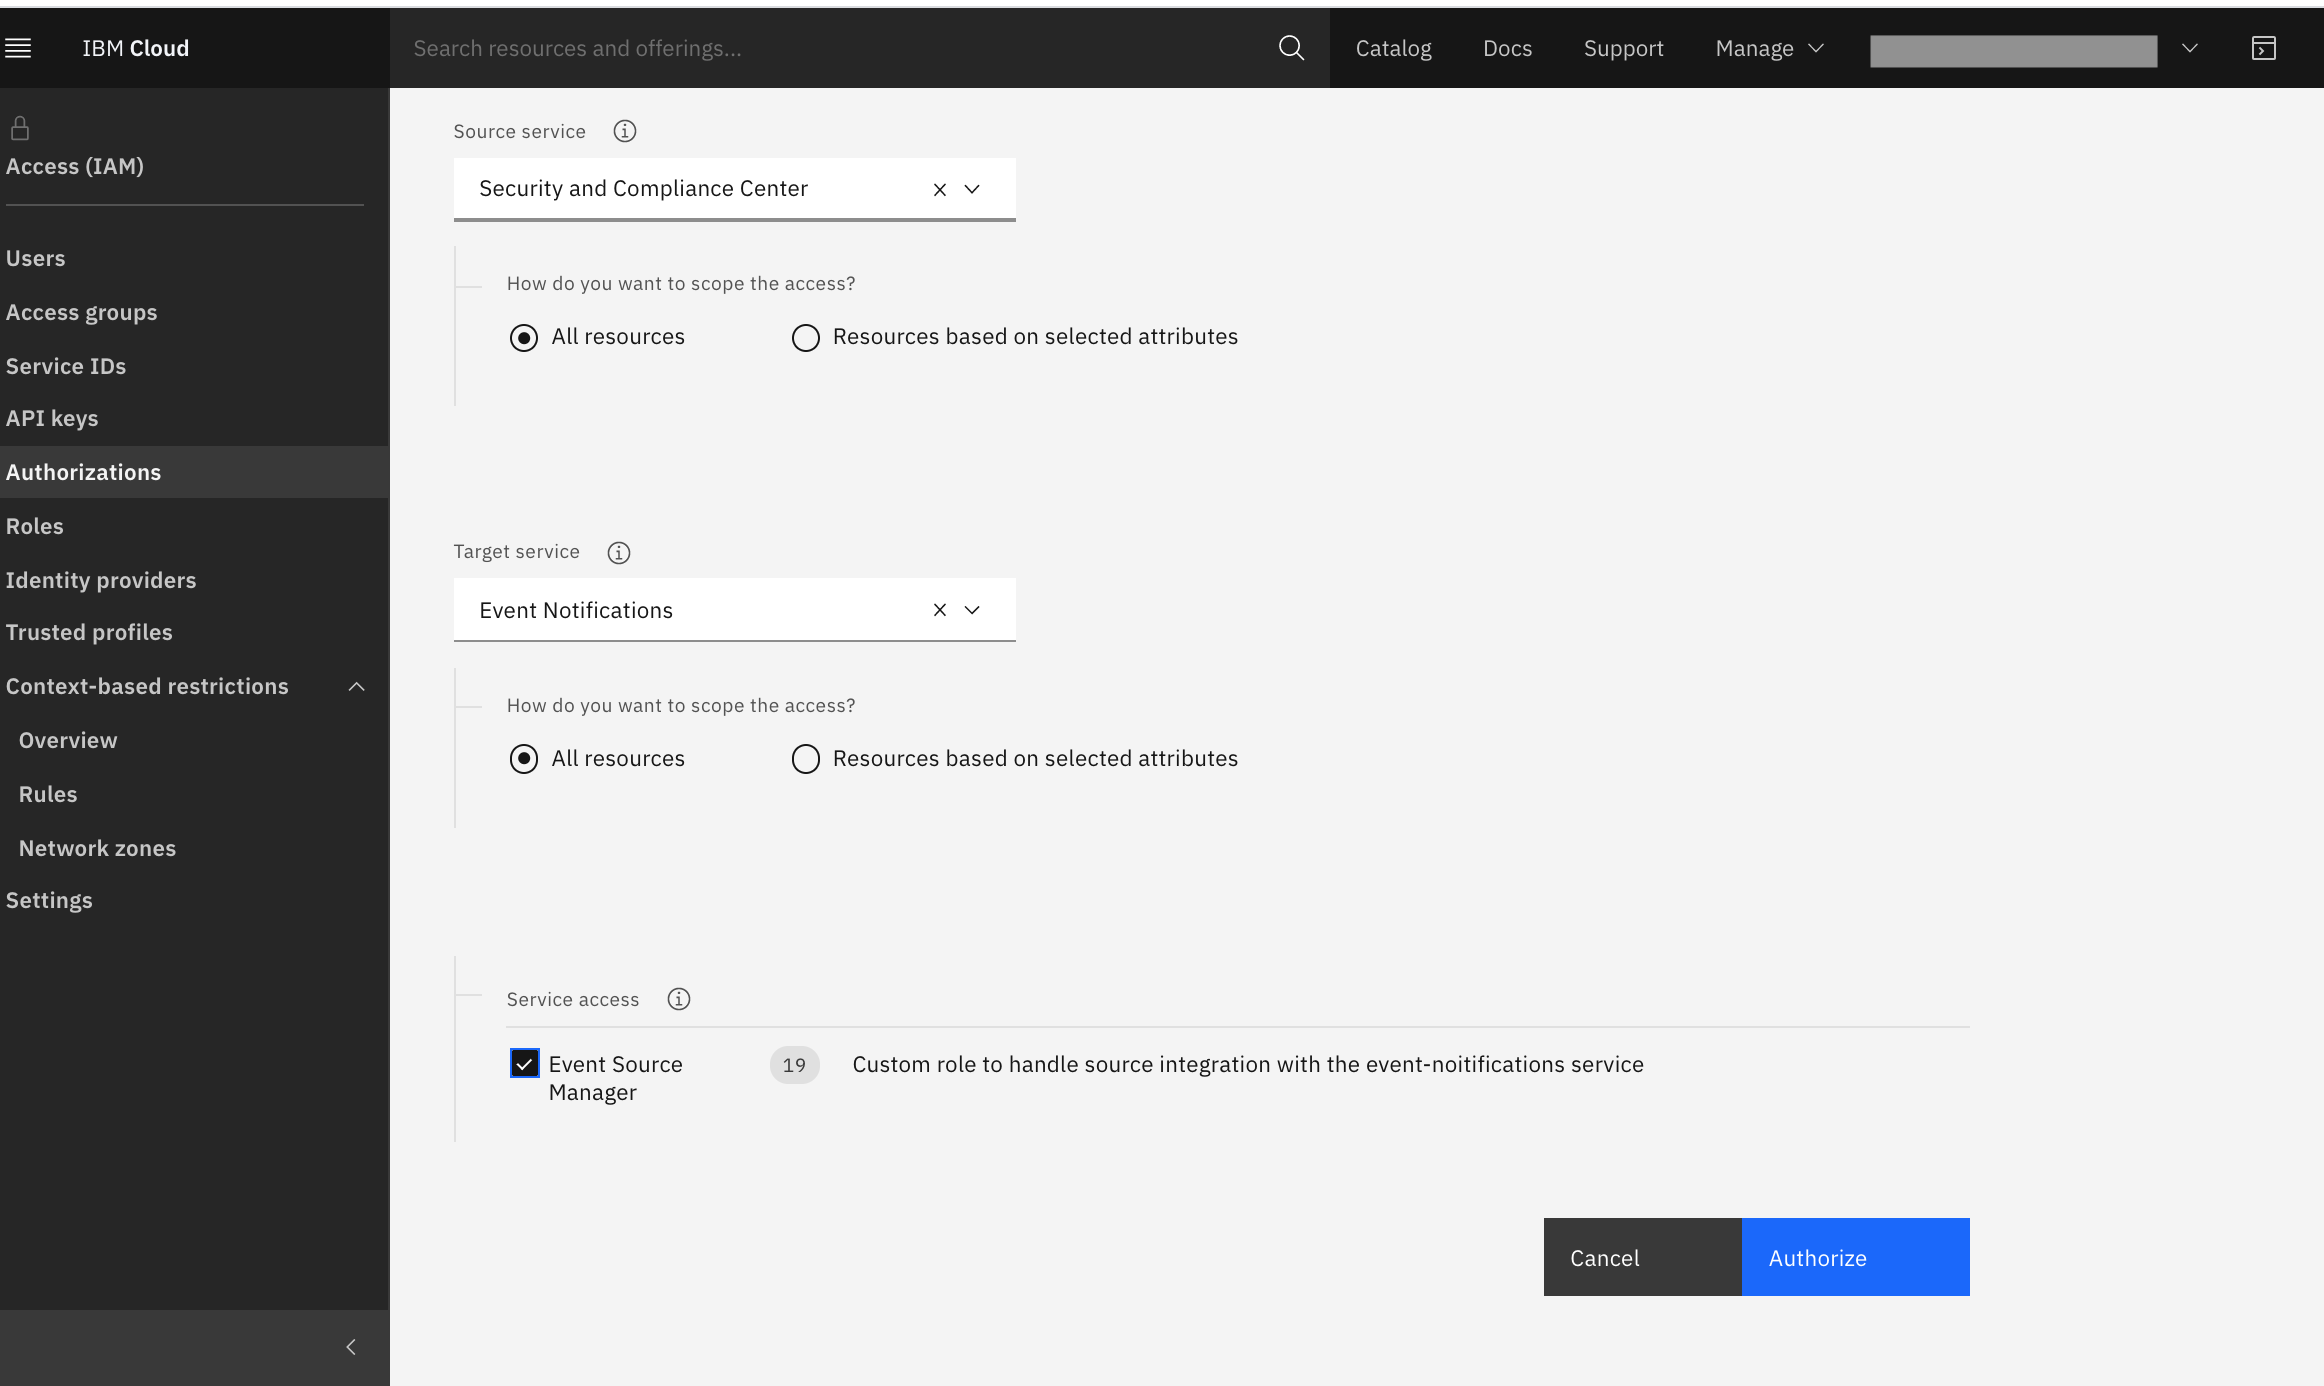 IBM Cloud
Search resources and offerings...
Catalog
Docs
Support
Manage
Access (IAM)
Users
Access groups
Service IDs
API keys
Authorizations
Roles
Identity providers
Trusted profiles
Context-based restrictions
Overview
Rules
Network zones
Settings
Source service
Security and Compliance Center
How do you want to scope the access?
All resources
Resources based on selected attributes
Target service
Event Notifications
How do you want to scope the access?
All resources
Resources based on selected attributes
Service access
Event Source
Manager
19
Custom role to handle source integration with the event-noitifications service
Cancel
Authorize